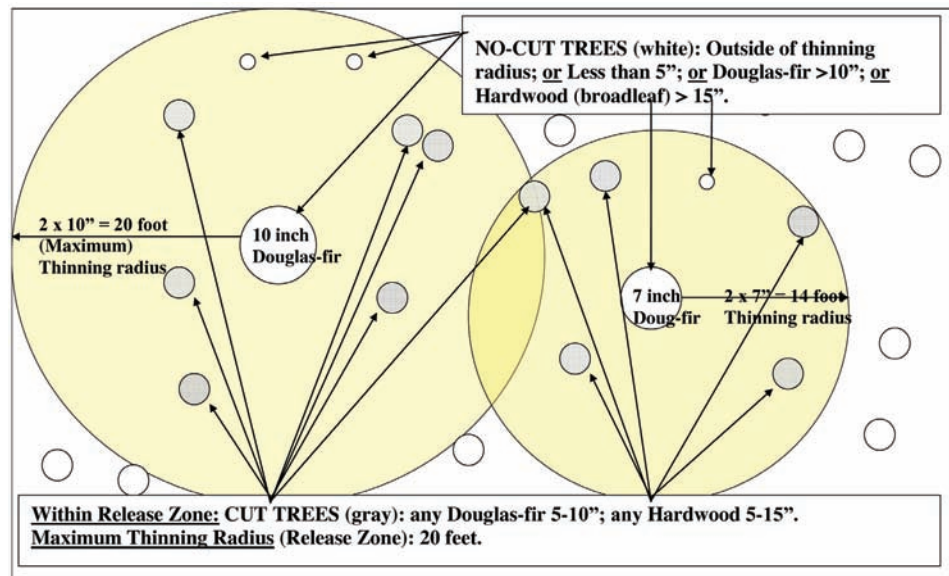 NO-CUT TREES (white): Outside of thinning
radius; or Less than 5”; or Douglas-fir >10”; or
Hardwood (broadleaf) > 15”.
2 x 10” = 20 foot
(Maximum)
Thinning radius
10 inch
Douglas-fir
7 inch
Doug-fir
2 x 7” = 14 foot
Thinning radius
Within Release Zone: CUT TREES (gray): any Douglas-fir 5-10”; any Hardwood 5-15”.
Maximum Thinning Radius (Release Zone): 20 feet.